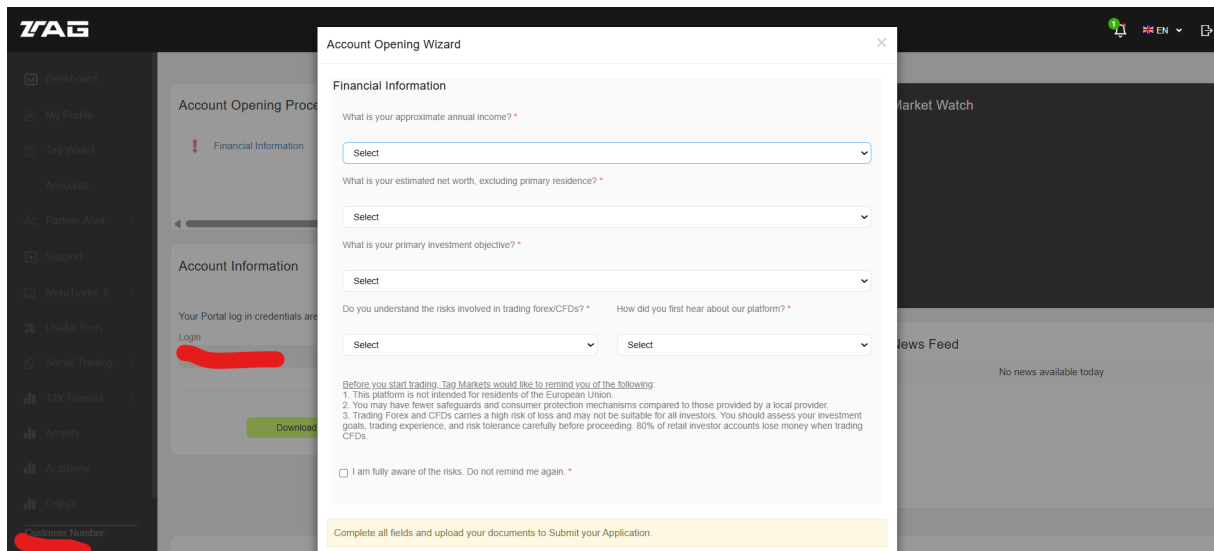 TAG
1
EN
Dashboard
My Profile
Tag Wallet
Accounts
Partner Area
Support
MetaTrader 5
Useful Tools
Social Trading
12X Funded
Amplify
Academy
CopyX
Customer Number:
Account Opening Proce
Financial Information
Account Information
Your Portal log in credentials are
Login
Download
Account Opening Wizard
×
Financial Information
What is your approximate annual income? *
Select
What is your estimated net worth, excluding primary residence? *
Select
What is your primary investment objective? *
Select
Do you understand the risks involved in trading forex/CFDs? *
How did you first hear about our platform? *
Select
Select
Before you start trading, Tag Markets would like to remind you of the following:
1. This platform is not intended for residents of the European Union.
2. You may have fewer safeguards and consumer protection mechanisms compared to those provided by a local provider.
3. Trading Forex and CFDs carries a high risk of loss and may not be suitable for all investors. You should assess your investment
goals, trading experience, and risk tolerance carefully before proceeding. 80% of retail investor accounts lose money when trading
CFDs.
I am fully aware of the risks. Do not remind me again. *
Complete all fields and upload your documents to Submit your Application.
Market Watch
News Feed
No news available today